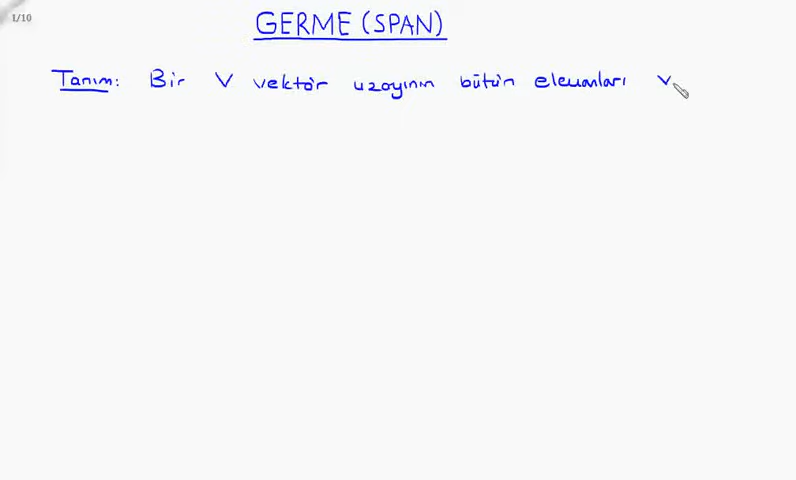 1/10
GERME (SPAN)
Tanım: Bir V vektör uzayının bütün elemanları v